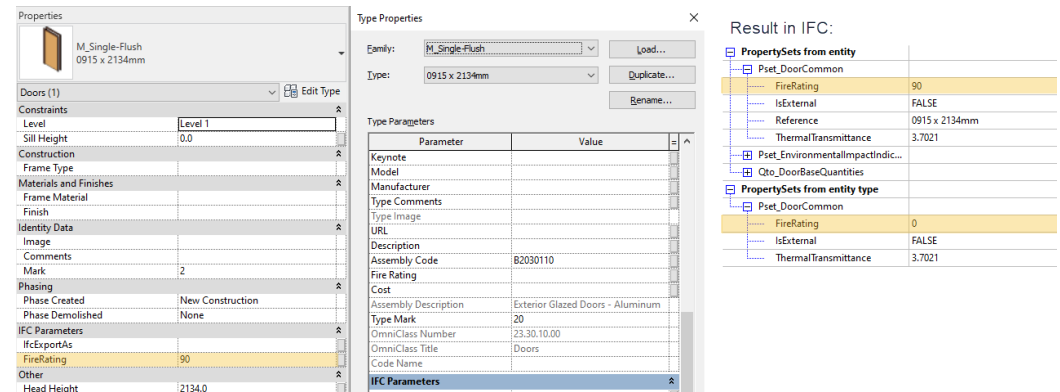 Properties
M_Single-Flush
0915 x 2134mm
Doors (1)
Edit Type
Constraints
Level Level 1
Sill Height 0.0
Construction
Frame Type
Materials and Finishes
Frame Material
Finish
Identity Data
Image
Comments
Mark 2
Phasing
Phase Created New Construction
Phase Demolished None
IFC Parameters
IfcExportAs
FireRating 90
Other
Head Height 2134.0
Type Properties
Family: M_Single-Flush Load...
Type: 0915 x 2134mm Duplicate...
Rename...
Type Parameters
Parameter Value =
Keynote
Model
Manufacturer
Type Comments
Type Image
URL
Description
Assembly Code B2030110
Fire Rating
Cost
Assembly Description Exterior Glazed Doors - Aluminum
Type Mark 20
OmniClass Number 23.30.10.00
OmniClass Title Doors
Code Name
IFC Parameters
Result in IFC:
PropertySets from entity
Pset_DoorCommon
FireRating 90
IsExternal FALSE
Reference 0915 x 2134mm
ThermalTransmittance 3.7021
Pset_EnvironmentalImpactIndic...
Qto_DoorBaseQuantities
PropertySets from entity type
Pset_DoorCommon
FireRating 0
IsExternal FALSE
ThermalTransmittance 3.7021